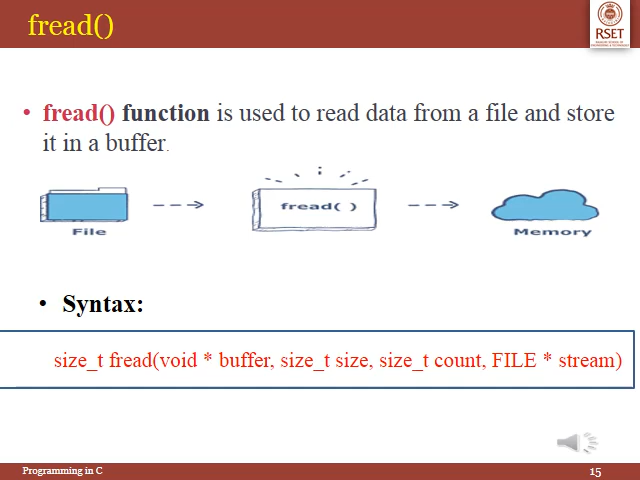 fread()
RSET
• fread() function is used to read data from a file and store
it in a buffer.
fread( )
File
Memory
• Syntax:
size_t fread(void * buffer, size_t size, size_t count, FILE * stream)
Programming in C
15